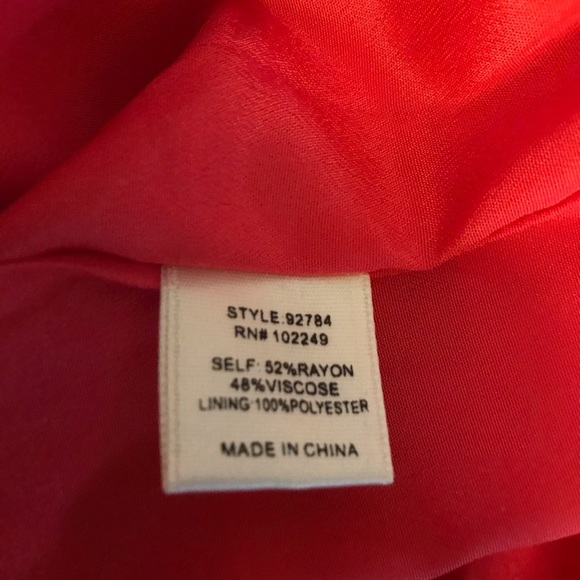 STYLE:92784
RN# 102249
SELF: 52%RAYON
48%VISCOSE
LINING:100%POLYESTER
MADE IN CHINA